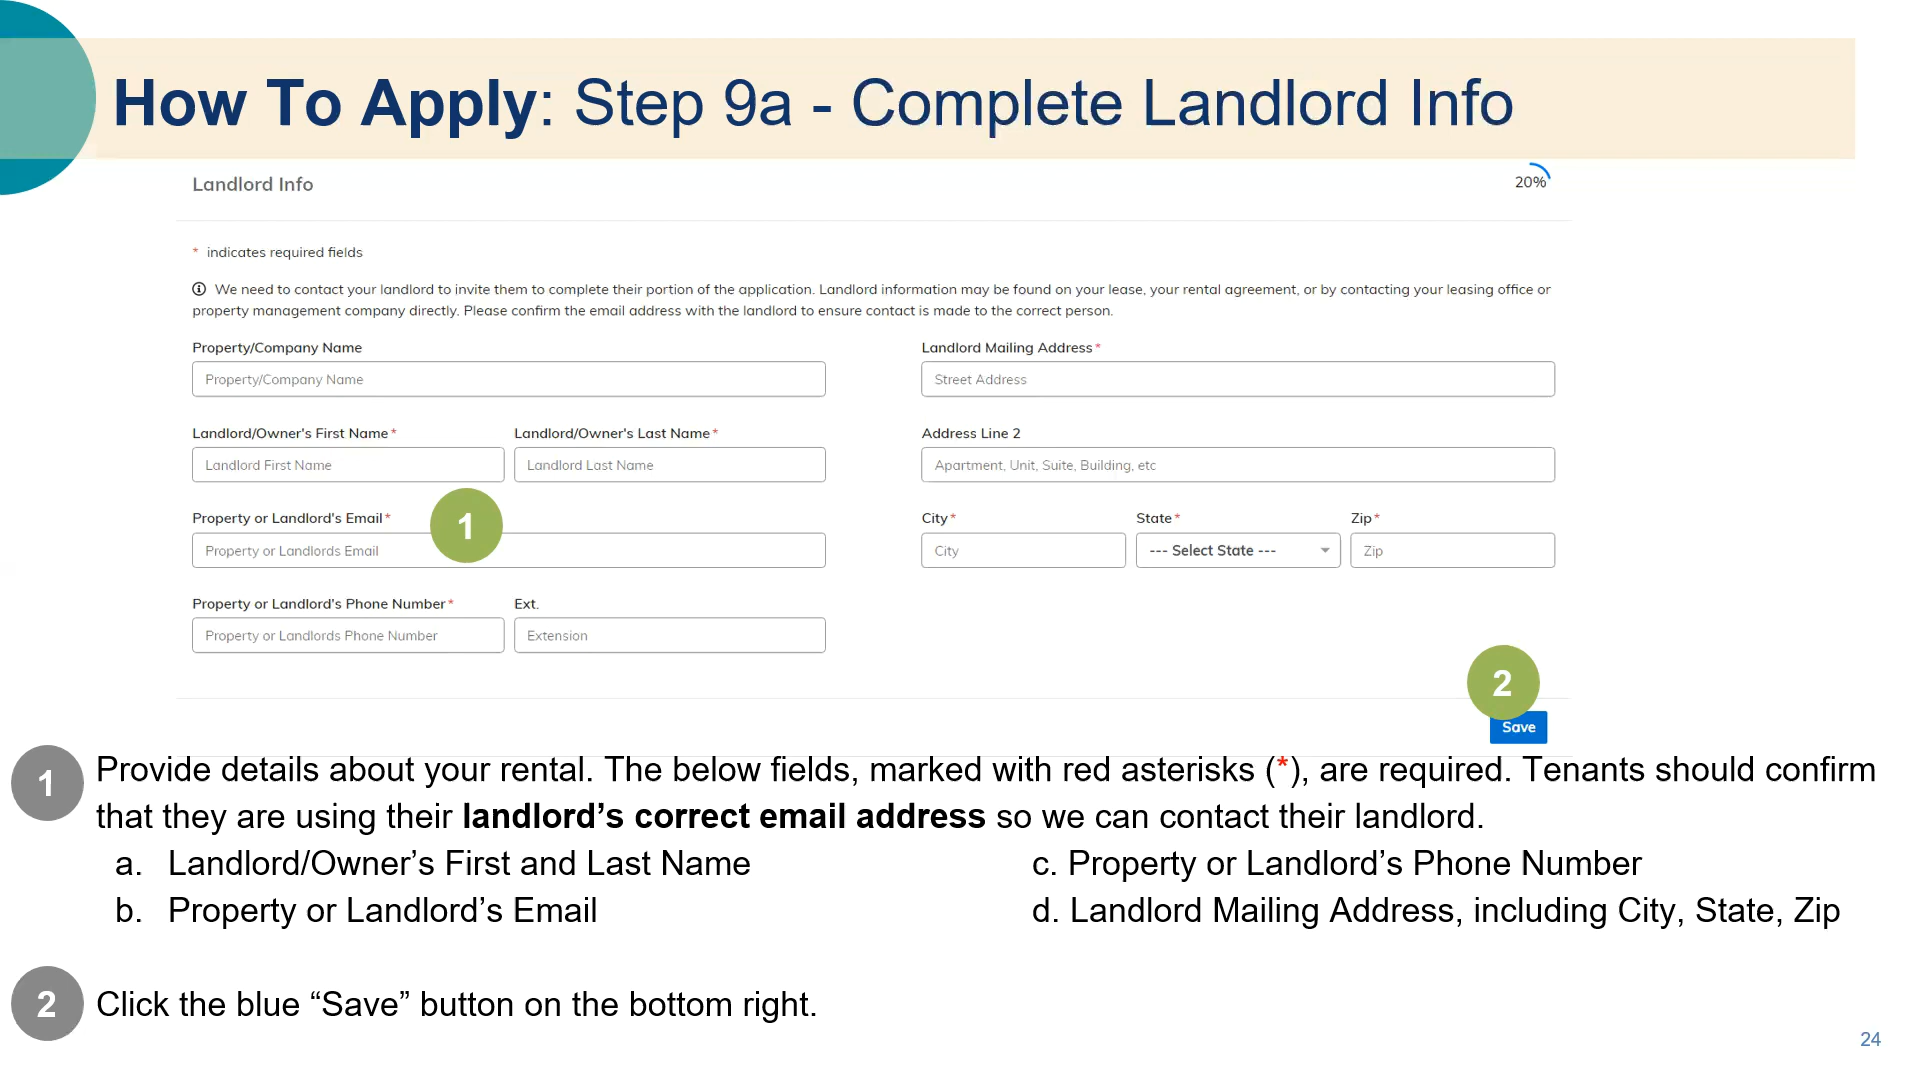 How To Apply: Step 9a - Complete Landlord Info
Landlord Info
20%
* indicates required fields
We need to contact your landlord to invite them to complete their portion of the application. Landlord information may be found on your lease, your rental agreement, or by contacting your leasing office or
property management company directly. Please confirm the email address with the landlord to ensure contact is made to the correct person.
Property/Company Name
Property/Company Name
Landlord/Owner's First Name* Landlord/Owner's Last Name*
Landlord First Name Landlord Last Name
Property or Landlord's Email*
1
Property or Landlords Email
Property or Landlord's Phone Number* Ext.
Property or Landlords Phone Number Extension
Landlord Mailing Address*
Street Address
Address Line 2
Apartment, Unit, Suite, Building, etc
City* State* Zip*
City --- Select State --- Zip
2
Save
1 Provide details about your rental. The below fields, marked with red asterisks (*), are required. Tenants should confirm
that they are using their landlord’s correct email address so we can contact their landlord.
a. Landlord/Owner’s First and Last Name
b. Property or Landlord’s Email
c. Property or Landlord’s Phone Number
d. Landlord Mailing Address, including City, State, Zip
2 Click the blue “Save” button on the bottom right.
24